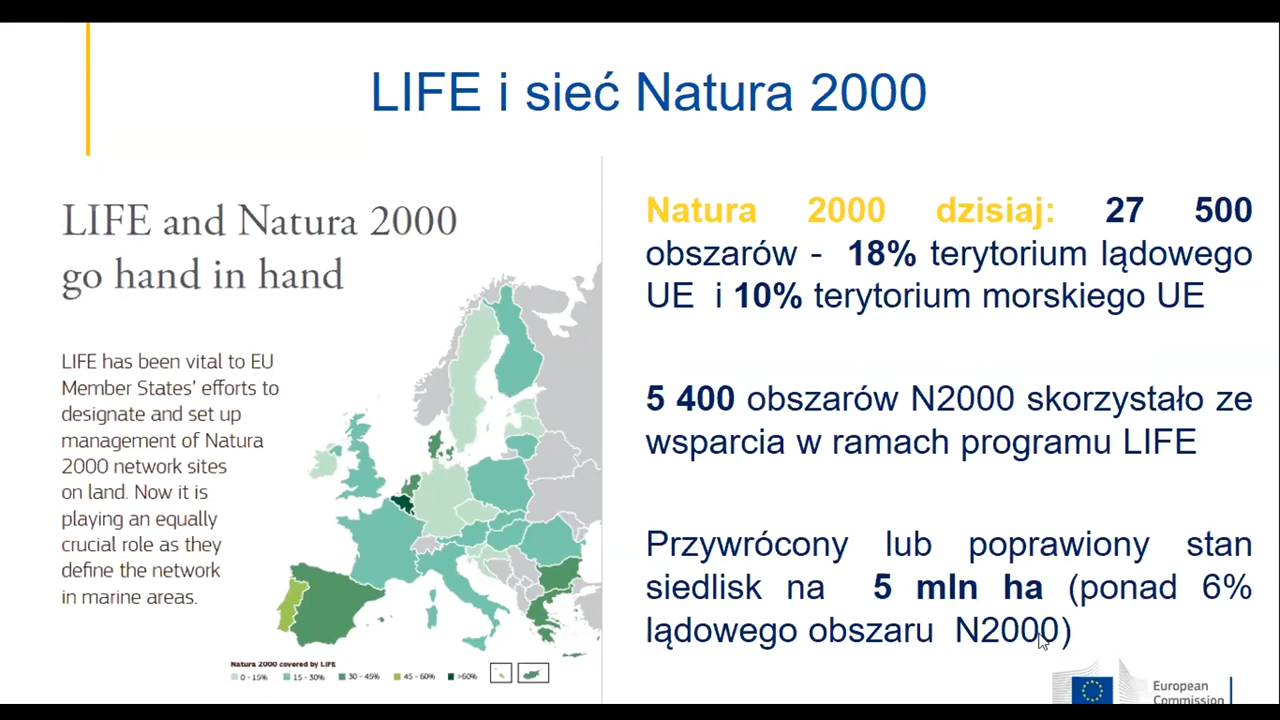 LIFE i sieć Natura 2000
LIFE and Natura 2000
go hand in hand
LIFE has been vital to EU
Member States’ efforts to
designate and set up
management of Natura
2000 network sites
on land. Now it is
playing an equally
crucial role as they
define the network
in marine areas.
Natura 2000 covered by LIFE
0 - 15% 15 - 30% 30 - 45% 45 - 60% >60%
Natura 2000 dzisiaj: 27 500
obszarów - 18% terytorium lądowego
UE i 10% terytorium morskiego UE
5 400 obszarów N2000 skorzystało ze
wsparcia w ramach programu LIFE
Przywrócony lub poprawiony stan
siedlisk na 5 mln ha (ponad 6%
lądowego obszaru N2000)
European
Commission